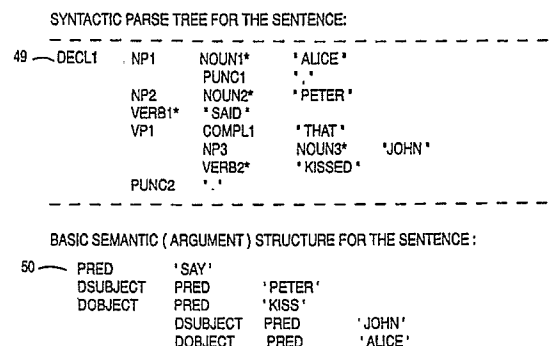 SYNTACTIC PARSE TREE FOR THE SENTENCE:
49 DECL1 NP1 NOUN1* "ALICE"
PUNC1 ","
NP2 NOUN2* "PETER"
VERB1* "SAID"
VP1 COMPL1 "THAT"
NP3 NOUN3* "JOHN"
VERB2* "KISSED"
PUNC2 "."
BASIC SEMANTIC (ARGUMENT) STRUCTURE FOR THE SENTENCE:
50 PRED 'SAY'
DSUBJECT PRED 'PETER'
DOBJECT PRED 'KISS'
DSUBJECT PRED 'JOHN'
DOBJECT PRED 'ALICE'